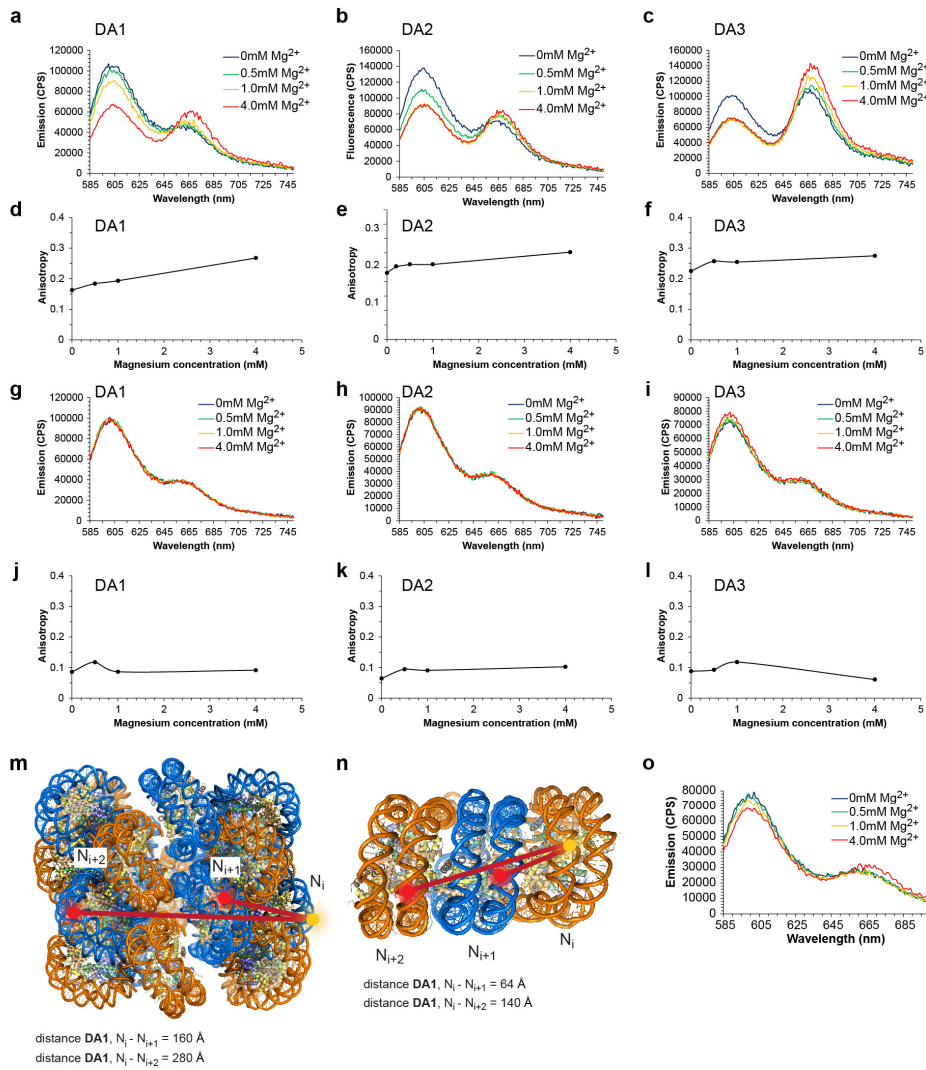 a
DA1
Emission (CPS)
120000
100000
80000
60000
40000
20000
0
585 605 625 645 665 685 705 725 745
Wavelength (nm)
0mM Mg2+
0.5mM Mg2+
1.0mM Mg2+
4.0mM Mg2+
b
DA2
Fluorescence (CPS)
160000
140000
120000
100000
80000
60000
40000
20000
0
585 605 625 645 665 685 705 725 745
Wavelength (nm)
0mM Mg2+
0.5mM Mg2+
1.0mM Mg2+
4.0mM Mg2+
c
DA3
Emission (CPS)
160000
140000
120000
100000
80000
60000
40000
20000
0
585 605 625 645 665 685 705 725 745
Wavelength (nm)
0mM Mg2+
0.5mM Mg2+
1.0mM Mg2+
4.0mM Mg2+
d
DA1
Anisotropy
0.4
0.3
0.2
0.1
0
0 1 2 3 4 5
Magnesium concentration (mM)
e
DA2
Anisotropy
0.3
0.2
0.1
0
0 1 2 3 4 5
Magnesium concentration (mM)
f
DA3
Anisotropy
0.4
0.3
0.2
0.1
0
0 1 2 3 4 5
Magnesium concentration (mM)
g
DA1
Emission (CPS)
120000
100000
80000
60000
40000
20000
0
585 605 625 645 665 685 705 725 745
Wavelength (nm)
0mM Mg2+
0.5mM Mg2+
1.0mM Mg2+
4.0mM Mg2+
h
DA2
Emission (CPS)
100000
90000
80000
70000
60000
50000
40000
30000
20000
10000
0
585 605 625 645 665 685 705 725 745
Wavelength (nm)
0mM Mg2+
0.5mM Mg2+
1.0mM Mg2+
4.0mM Mg2+
i
DA3
Emission (CPS)
90000
80000
70000
60000
50000
40000
30000
20000
10000
0
585 605 625 645 665 685 705 725 745
Wavelength (nm)
0mM Mg2+
0.5mM Mg2+
1.0mM Mg2+
4.0mM Mg2+
j
DA1
Anisotropy
0.4
0.3
0.2
0.1
0
0 1 2 3 4 5
Magnesium concentration (mM)
k
DA2
Anisotropy
0.4
0.3
0.2
0.1
0
0 1 2 3 4 5
Magnesium concentration (mM)
l
DA3
Anisotropy
0.4
0.3
0.2
0.1
0
0 1 2 3 4 5
Magnesium concentration (mM)
m
Ni+2
Ni+1
Ni
distance DA1, Ni - Ni+1 = 160 Å
distance DA1, Ni - Ni+2 = 280 Å
n
Ni+2
Ni+1
Ni
distance DA1, Ni - Ni+1 = 64 Å
distance DA1, Ni - Ni+2 = 140 Å
o
Emission (CPS)
80000
70000
60000
50000
40000
30000
20000
10000
0
585 605 625 645 665 685
Wavelength (nm)
0mM Mg2+
0.5mM Mg2+
1.0mM Mg2+
4.0mM Mg2+